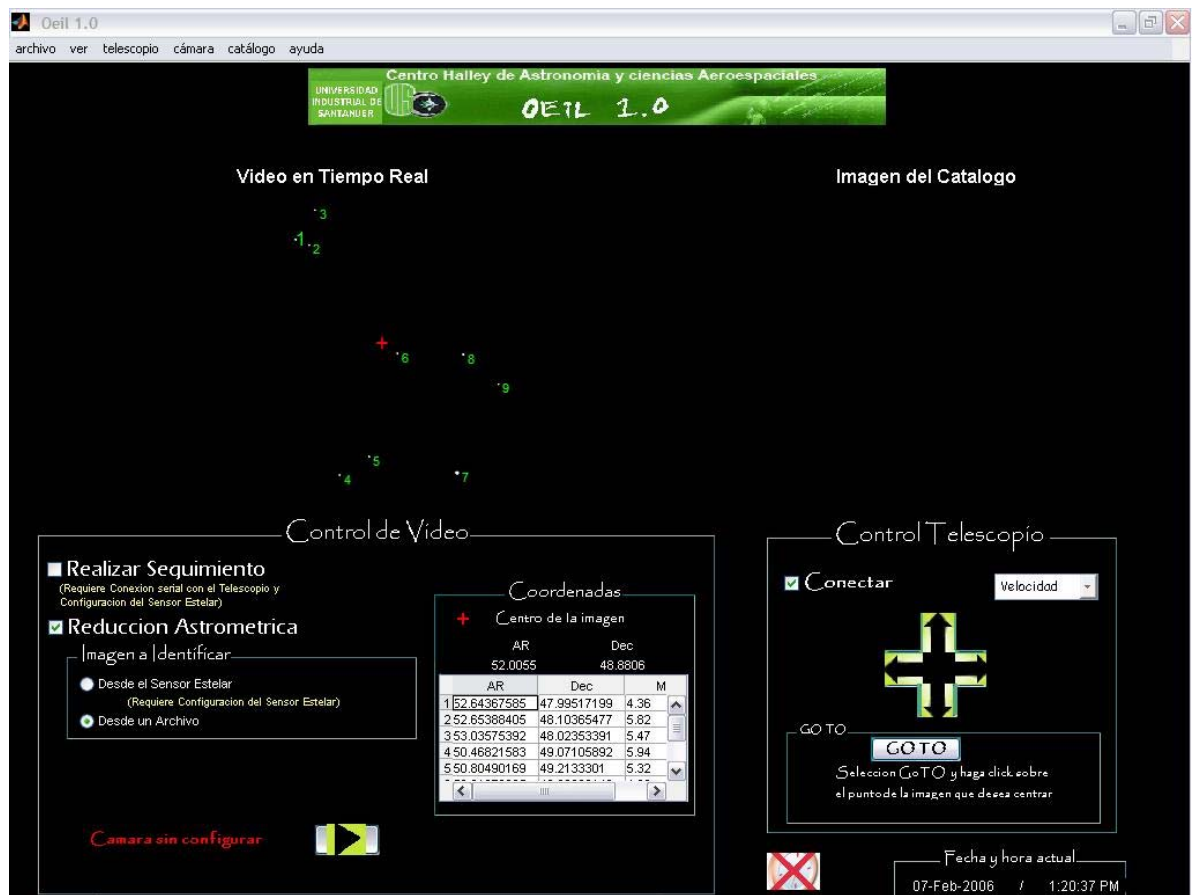 Oeil 1.0
archivo ver telescopio cámara catálogo ayuda
Centro Halley de Astronomia y ciencias Aeroespaciales
UNIVERSIDAD
INDUSTRIAL DE
SANTANDER
OEIL 1.0
Video en Tiempo Real
Imagen del Catalogo
3
1
2
6
8
9
5
4
7
Control de Video
Realizar Seguimiento
(Requiere Conexion serial con el Telescopio y
Configuracion del Sensor Estelar)
Reduccion Astrometrica
Imagen a Identificar
Desde el Sensor Estelar
(Requiere Configuracion del Sensor Estelar)
Desde un Archivo
Camara sin configurar
Coordenadas
Centro de la imagen
AR Dec
52.0055 48.8806
AR Dec M
1 52.64367585 47.99517199 4.36
2 52.65388405 48.10365477 5.82
3 53.03575392 48.02353391 5.47
4 50.46821583 49.07105892 5.94
5 50.80490169 49.2133301 5.32
Control Telescopio
Conectar
Velocidad
GO TO
GO TO
Seleccion GoTO y haga click sobre
el punto de la imagen que desea centrar
Fecha y hora actual
07-Feb-2006 / 1:20:37 PM